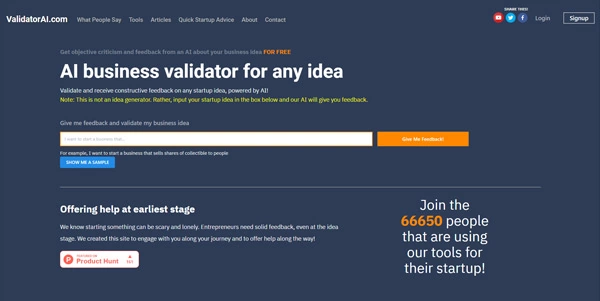 SHARE THIS!
ValidatorAI.com What People Say Tools Articles Quick Startup Advice About Contact Login Signup
Get objective criticism and feedback from an AI about your business idea FOR FREE
AI business validator for any idea
Validate and receive constructive feedback on any startup idea, powered by AI!
Note: This is not an idea generator. Rather, input your startup idea in the box below and our AI will give you feedback.
Give me feedback and validate my business idea
I want to start a business that...
Give Me Feedback!
For example, I want to start a business that sells shares of collectible to people
SHOW ME A SAMPLE
Offering help at earliest stage
We know starting something can be scary and lonely. Entrepreneurs need solid feedback, even at the
idea stage. We created this site to engage with you along your journey and to offer help along the way!
FEATURED ON
Product Hunt
Join the
66650 people
that are using
our tools for
their startup!